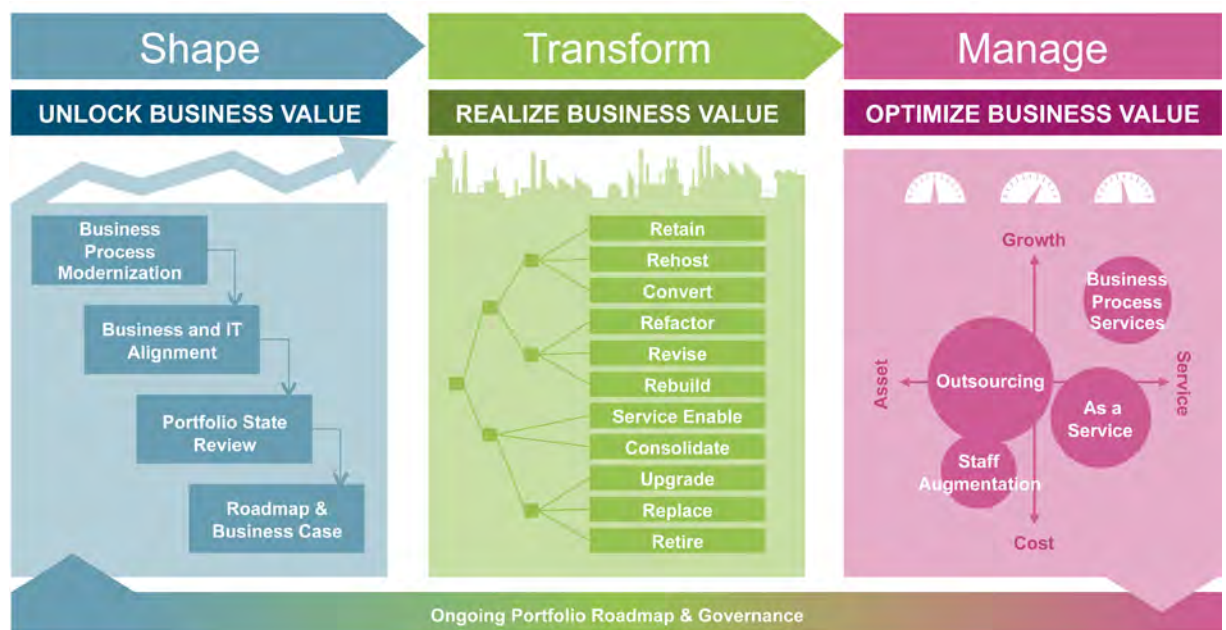 Shape
UNLOCK BUSINESS VALUE
Business
Process
Modernization
Business and IT
Alignment
Portfolio State
Review
Roadmap &
Business Case
Transform
REALIZE BUSINESS VALUE
Retain
Rehost
Convert
Refactor
Revise
Rebuild
Service Enable
Consolidate
Upgrade
Replace
Retire
Manage
OPTIMIZE BUSINESS VALUE
Growth
Business
Process
Services
Asset
Outsourcing
Service
As a
Service
Staff
Augmentation
Cost
Ongoing Portfolio Roadmap & Governance